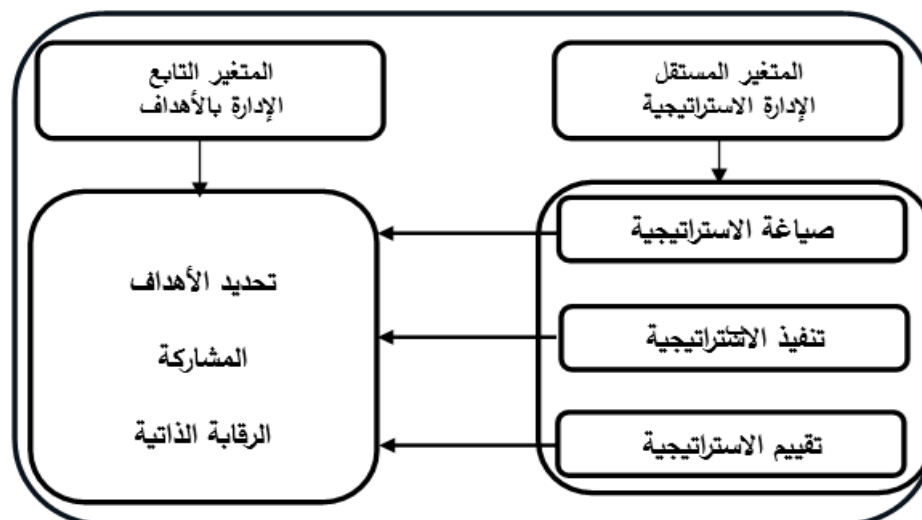 المتغير المستقل
الإدارة الاستراتيجية
المتغير التابع
الإدارة بالأهداف
صياغة الاستراتيجية
تنفيذ الاستراتيجية
تقييم الاستراتيجية
تحديد الأهداف
المشاركة
الرقابة الذاتية